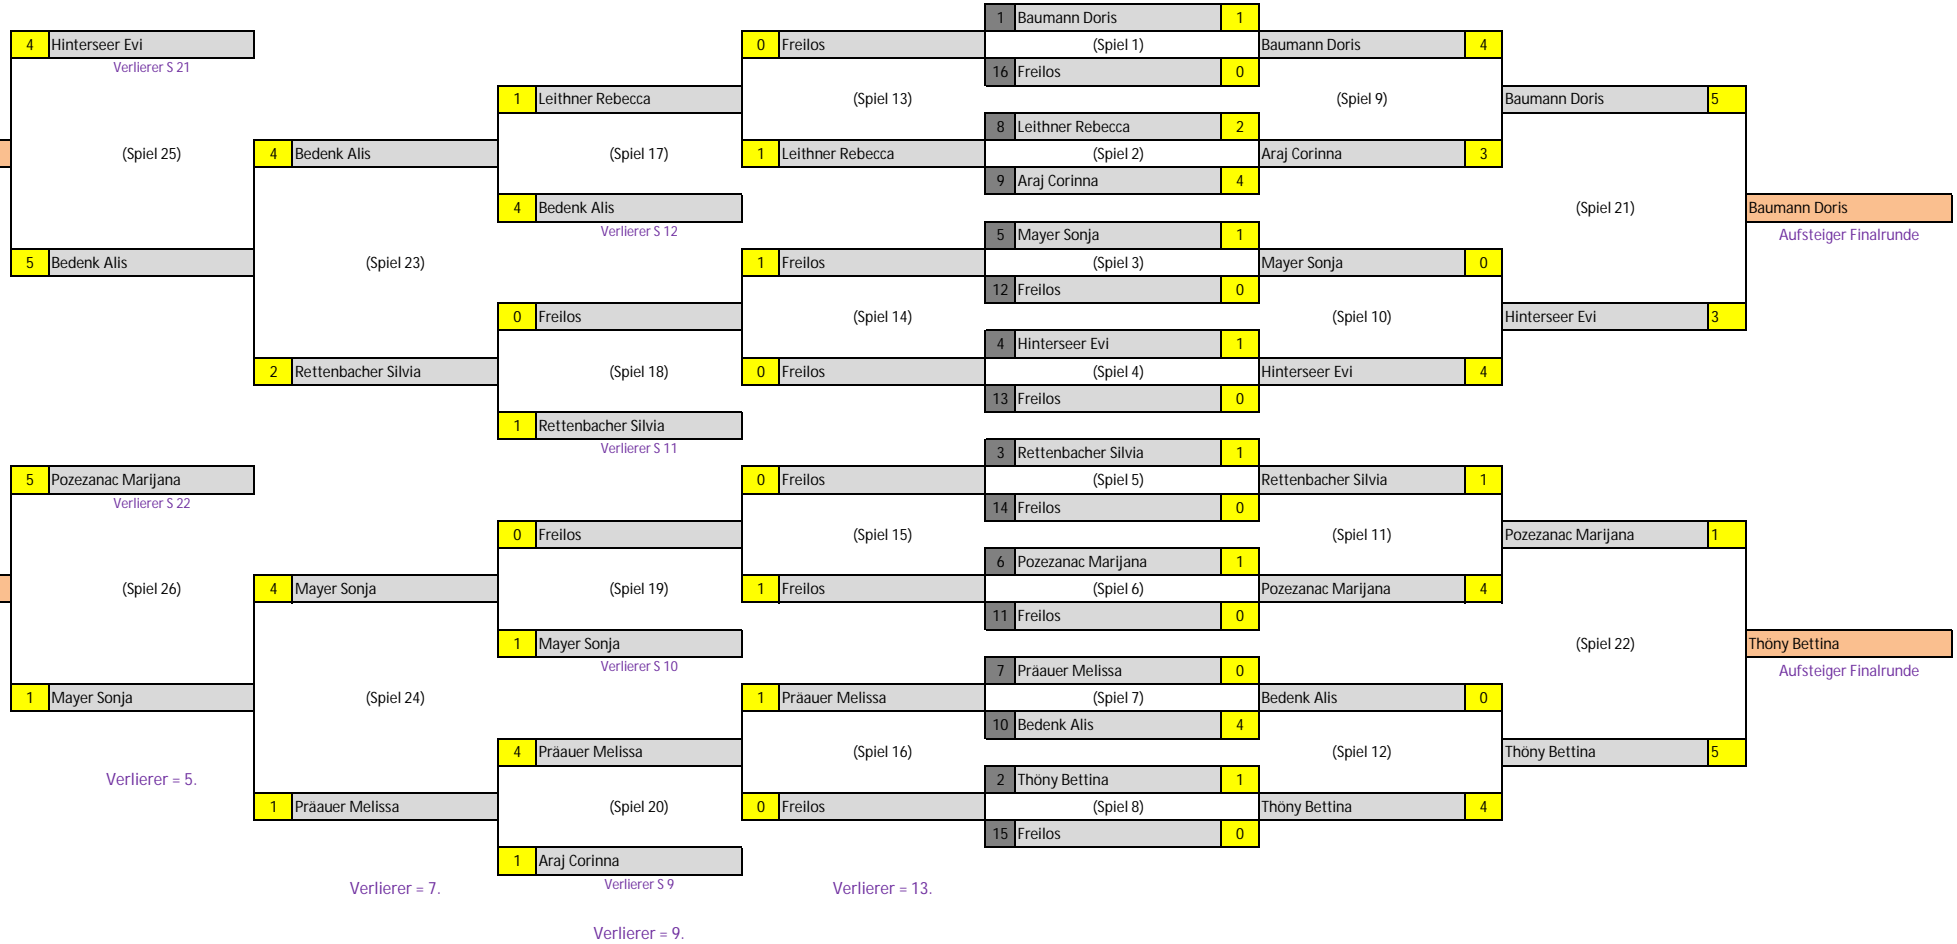 1 Baumann Doris 1
4 Hinterseer Evi 0 Freilos (Spiel 1) Baumann Doris 4
Verlierer S 21 16 Freilos 0
1 Leithner Rebecca (Spiel 13) (Spiel 9) Baumann Doris 5
8 Leithner Rebecca 2
(Spiel 25) 4 Bedenk Alis (Spiel 17) 1 Leithner Rebecca (Spiel 2) Araj Corinna 3
9 Araj Corinna 4
4 Bedenk Alis (Spiel 21) Baumann Doris
Verlierer S 12 5 Mayer Sonja 1 Aufsteiger Finalrunde
5 Bedenk Alis (Spiel 23) 1 Freilos (Spiel 3) Mayer Sonja 0
12 Freilos 0
0 Freilos (Spiel 14) (Spiel 10) Hinterseer Evi 3
4 Hinterseer Evi 1
2 Rettenbacher Silvia (Spiel 18) 0 Freilos (Spiel 4) Hinterseer Evi 4
13 Freilos 0
1 Rettenbacher Silvia
Verlierer S 11 3 Rettenbacher Silvia 1
5 Pozezanac Marijana 0 Freilos (Spiel 5) Rettenbacher Silvia 1
Verlierer S 22 14 Freilos 0
0 Freilos (Spiel 15) (Spiel 11) Pozezanac Marijana 1
6 Pozezanac Marijana 1
(Spiel 26) 4 Mayer Sonja (Spiel 19) 1 Freilos (Spiel 6) Pozezanac Marijana 4
11 Freilos 0
1 Mayer Sonja (Spiel 22) Thöny Bettina
Verlierer S 10 7 Präauer Melissa 0 Aufsteiger Finalrunde
1 Mayer Sonja (Spiel 24) 1 Präauer Melissa (Spiel 7) Bedenk Alis 0
10 Bedenk Alis 4
4 Präauer Melissa (Spiel 16) (Spiel 12) Thöny Bettina 5
Verlierer = 5. 2 Thöny Bettina 1
1 Präauer Melissa (Spiel 20) 0 Freilos (Spiel 8) Thöny Bettina 4
15 Freilos 0
1 Araj Corinna
Verlierer = 7. Verlierer S 9 Verlierer = 13.
Verlierer = 9.